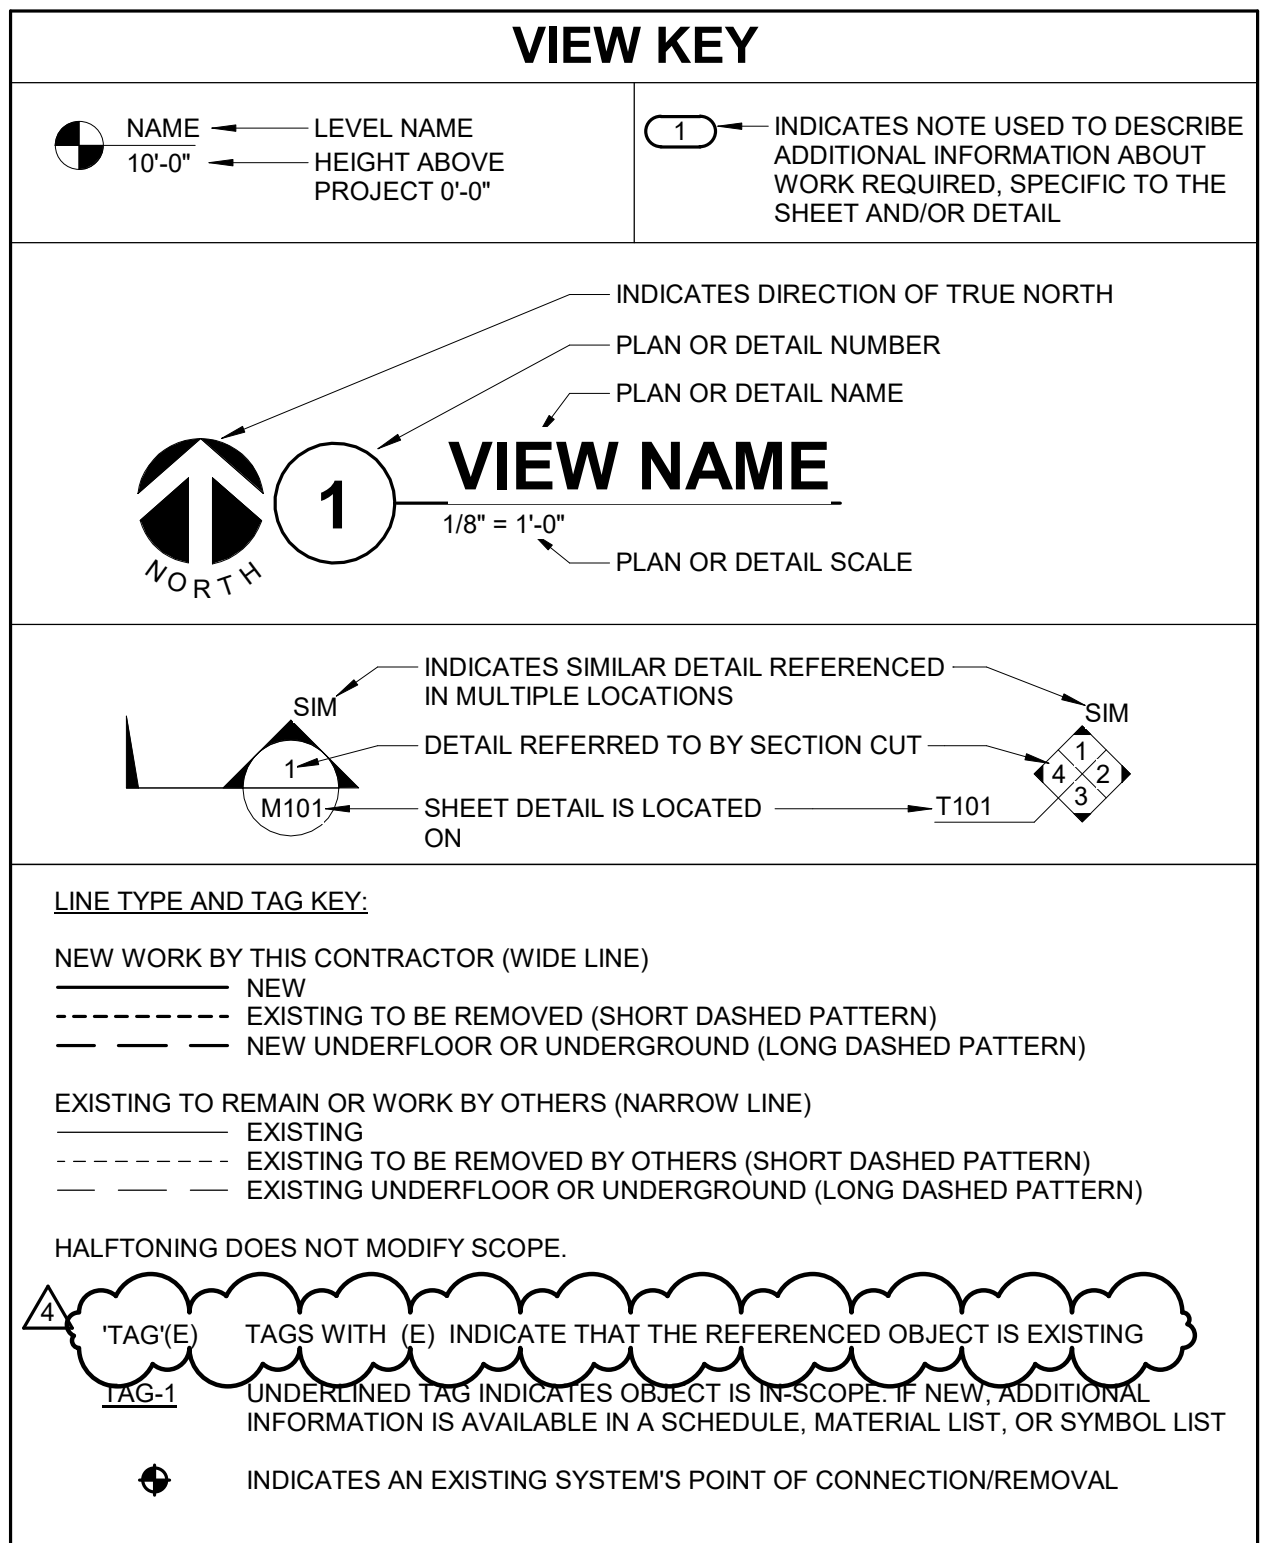 VIEW KEY
NAME
LEVEL NAME
10'-0"
HEIGHT ABOVE
PROJECT 0'-0"
1
INDICATES NOTE USED TO DESCRIBE
ADDITIONAL INFORMATION ABOUT
WORK REQUIRED, SPECIFIC TO THE
SHEET AND/OR DETAIL
INDICATES DIRECTION OF TRUE NORTH
PLAN OR DETAIL NUMBER
PLAN OR DETAIL NAME
NORTH
1
VIEW NAME
1/8" = 1'-0"
PLAN OR DETAIL SCALE
SIM
INDICATES SIMILAR DETAIL REFERENCED
IN MULTIPLE LOCATIONS
SIM
1
DETAIL REFERRED TO BY SECTION CUT
1
4 2
3
M101
SHEET DETAIL IS LOCATED
ON
T101
LINE TYPE AND TAG KEY:
NEW WORK BY THIS CONTRACTOR (WIDE LINE)
NEW
EXISTING TO BE REMOVED (SHORT DASHED PATTERN)
NEW UNDERFLOOR OR UNDERGROUND (LONG DASHED PATTERN)
EXISTING TO REMAIN OR WORK BY OTHERS (NARROW LINE)
EXISTING
EXISTING TO BE REMOVED BY OTHERS (SHORT DASHED PATTERN)
EXISTING UNDERFLOOR OR UNDERGROUND (LONG DASHED PATTERN)
HALFTONING DOES NOT MODIFY SCOPE.
4
'TAG'(E) TAGS WITH (E) INDICATE THAT THE REFERENCED OBJECT IS EXISTING
TAG-1 UNDERLINED TAG INDICATES OBJECT IS IN-SCOPE. IF NEW, ADDITIONAL
INFORMATION IS AVAILABLE IN A SCHEDULE, MATERIAL LIST, OR SYMBOL LIST
INDICATES AN EXISTING SYSTEM'S POINT OF CONNECTION/REMOVAL